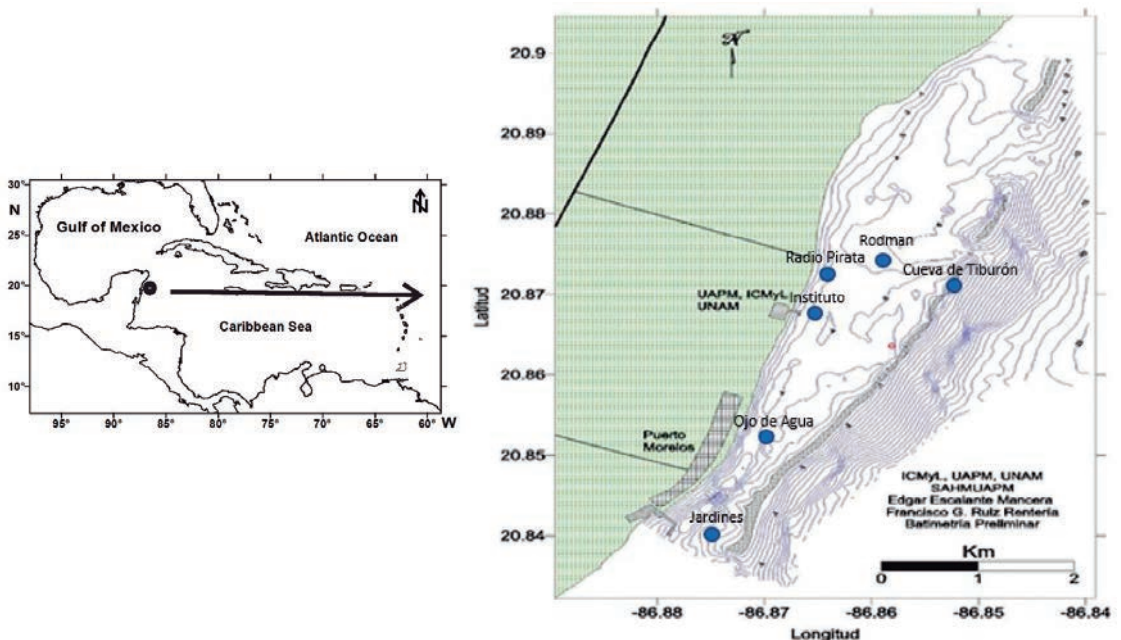 30°
N
25°
20°
15°
10°
Gulf of Mexico
Atlantic Ocean
Caribbean Sea
N
95°
90°
85°
80°
75°
70°
65°
60°
W
20.9
20.89
20.88
20.87
20.86
20.85
20.84
Latitud
N
Rodman
Radio Pirata
Cueva de Tiburón
UAPM, ICMyL
UNAM
Instituto
Ojo de Agua
Puerto
Morelos
Jardines
ICMyL, UAPM, UNAM
SAHMUAPM
Edgar Escalante Mancera
Francisco G. Ruiz Rentería
Batimetría Preliminar
Km
0
1
2
-86.88
-86.87
-86.86
-86.85
-86.84
Longitud